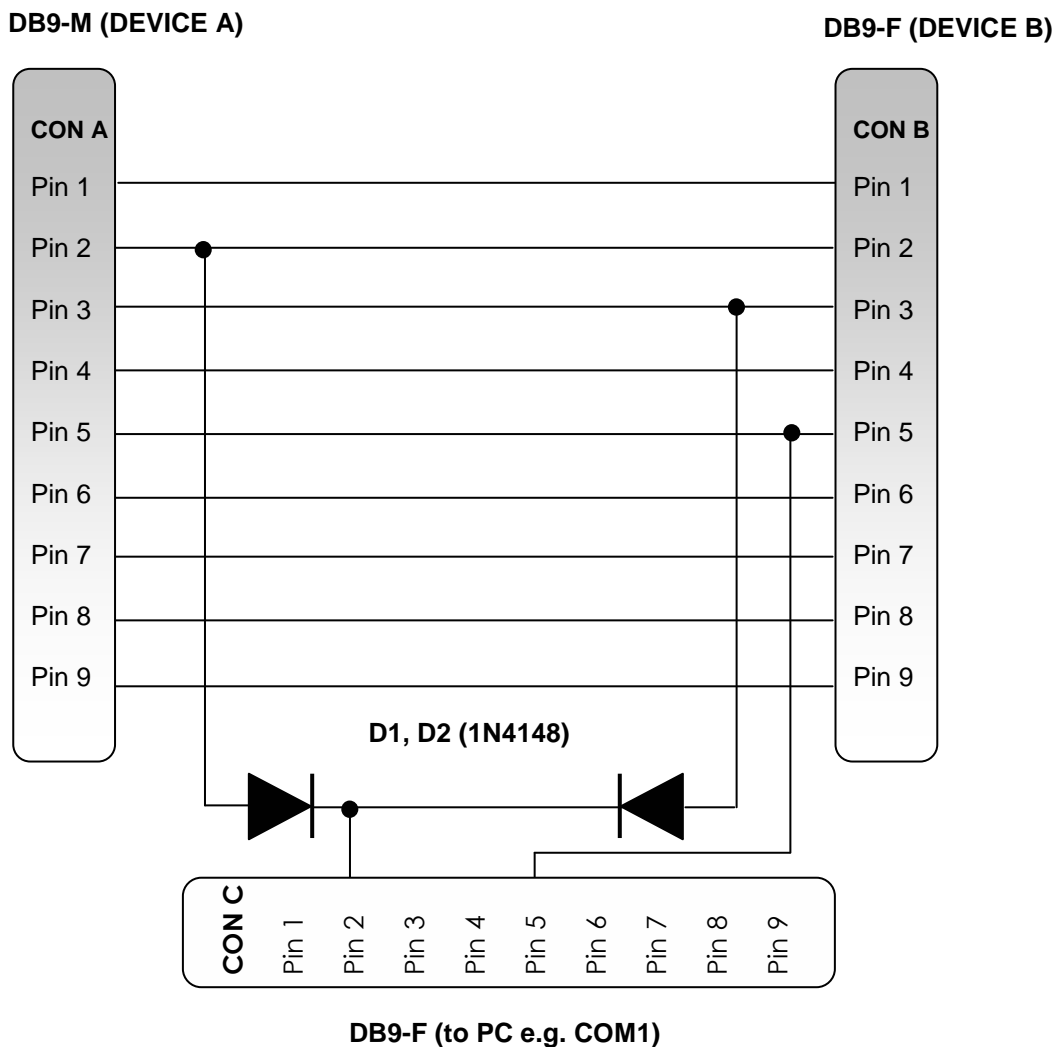 DB9-M (DEVICE A)
DB9-F (DEVICE B)
CON A
Pin 1
Pin 2
Pin 3
Pin 4
Pin 5
Pin 6
Pin 7
Pin 8
Pin 9
CON B
Pin 1
Pin 2
Pin 3
Pin 4
Pin 5
Pin 6
Pin 7
Pin 8
Pin 9
D1, D2 (1N4148)
CON C
Pin 1
Pin 2
Pin 3
Pin 4
Pin 5
Pin 6
Pin 7
Pin 8
Pin 9
DB9-F (to PC e.g. COM1)